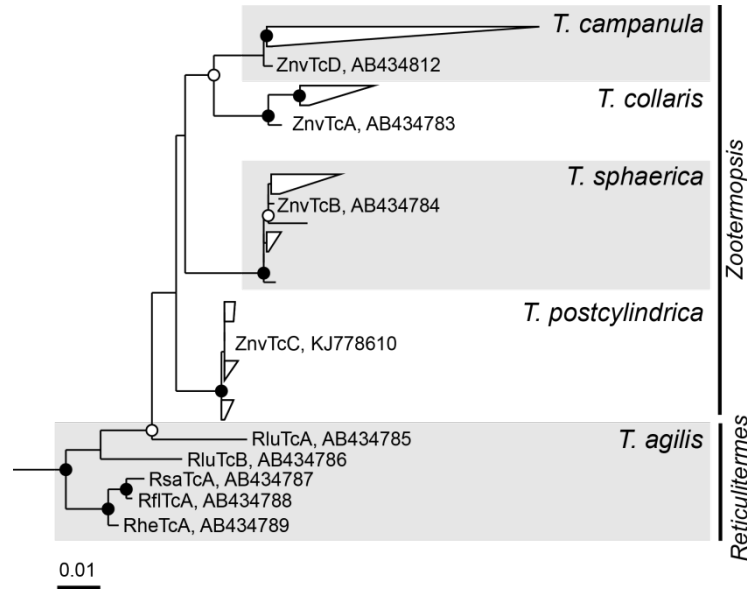 T. campanula
ZnvTcD, AB434812
T. collaris
ZnvTcA, AB434783
T. sphaerica
ZnvTcB, AB434784
T. postcylindrica
ZnvTcC, KJ778610
Zootermopsis
T. agilis
RluTcA, AB434785
RluTcB, AB434786
RsaTcA, AB434787
RflTcA, AB434788
RheTcA, AB434789
Reticulitermes
0.01